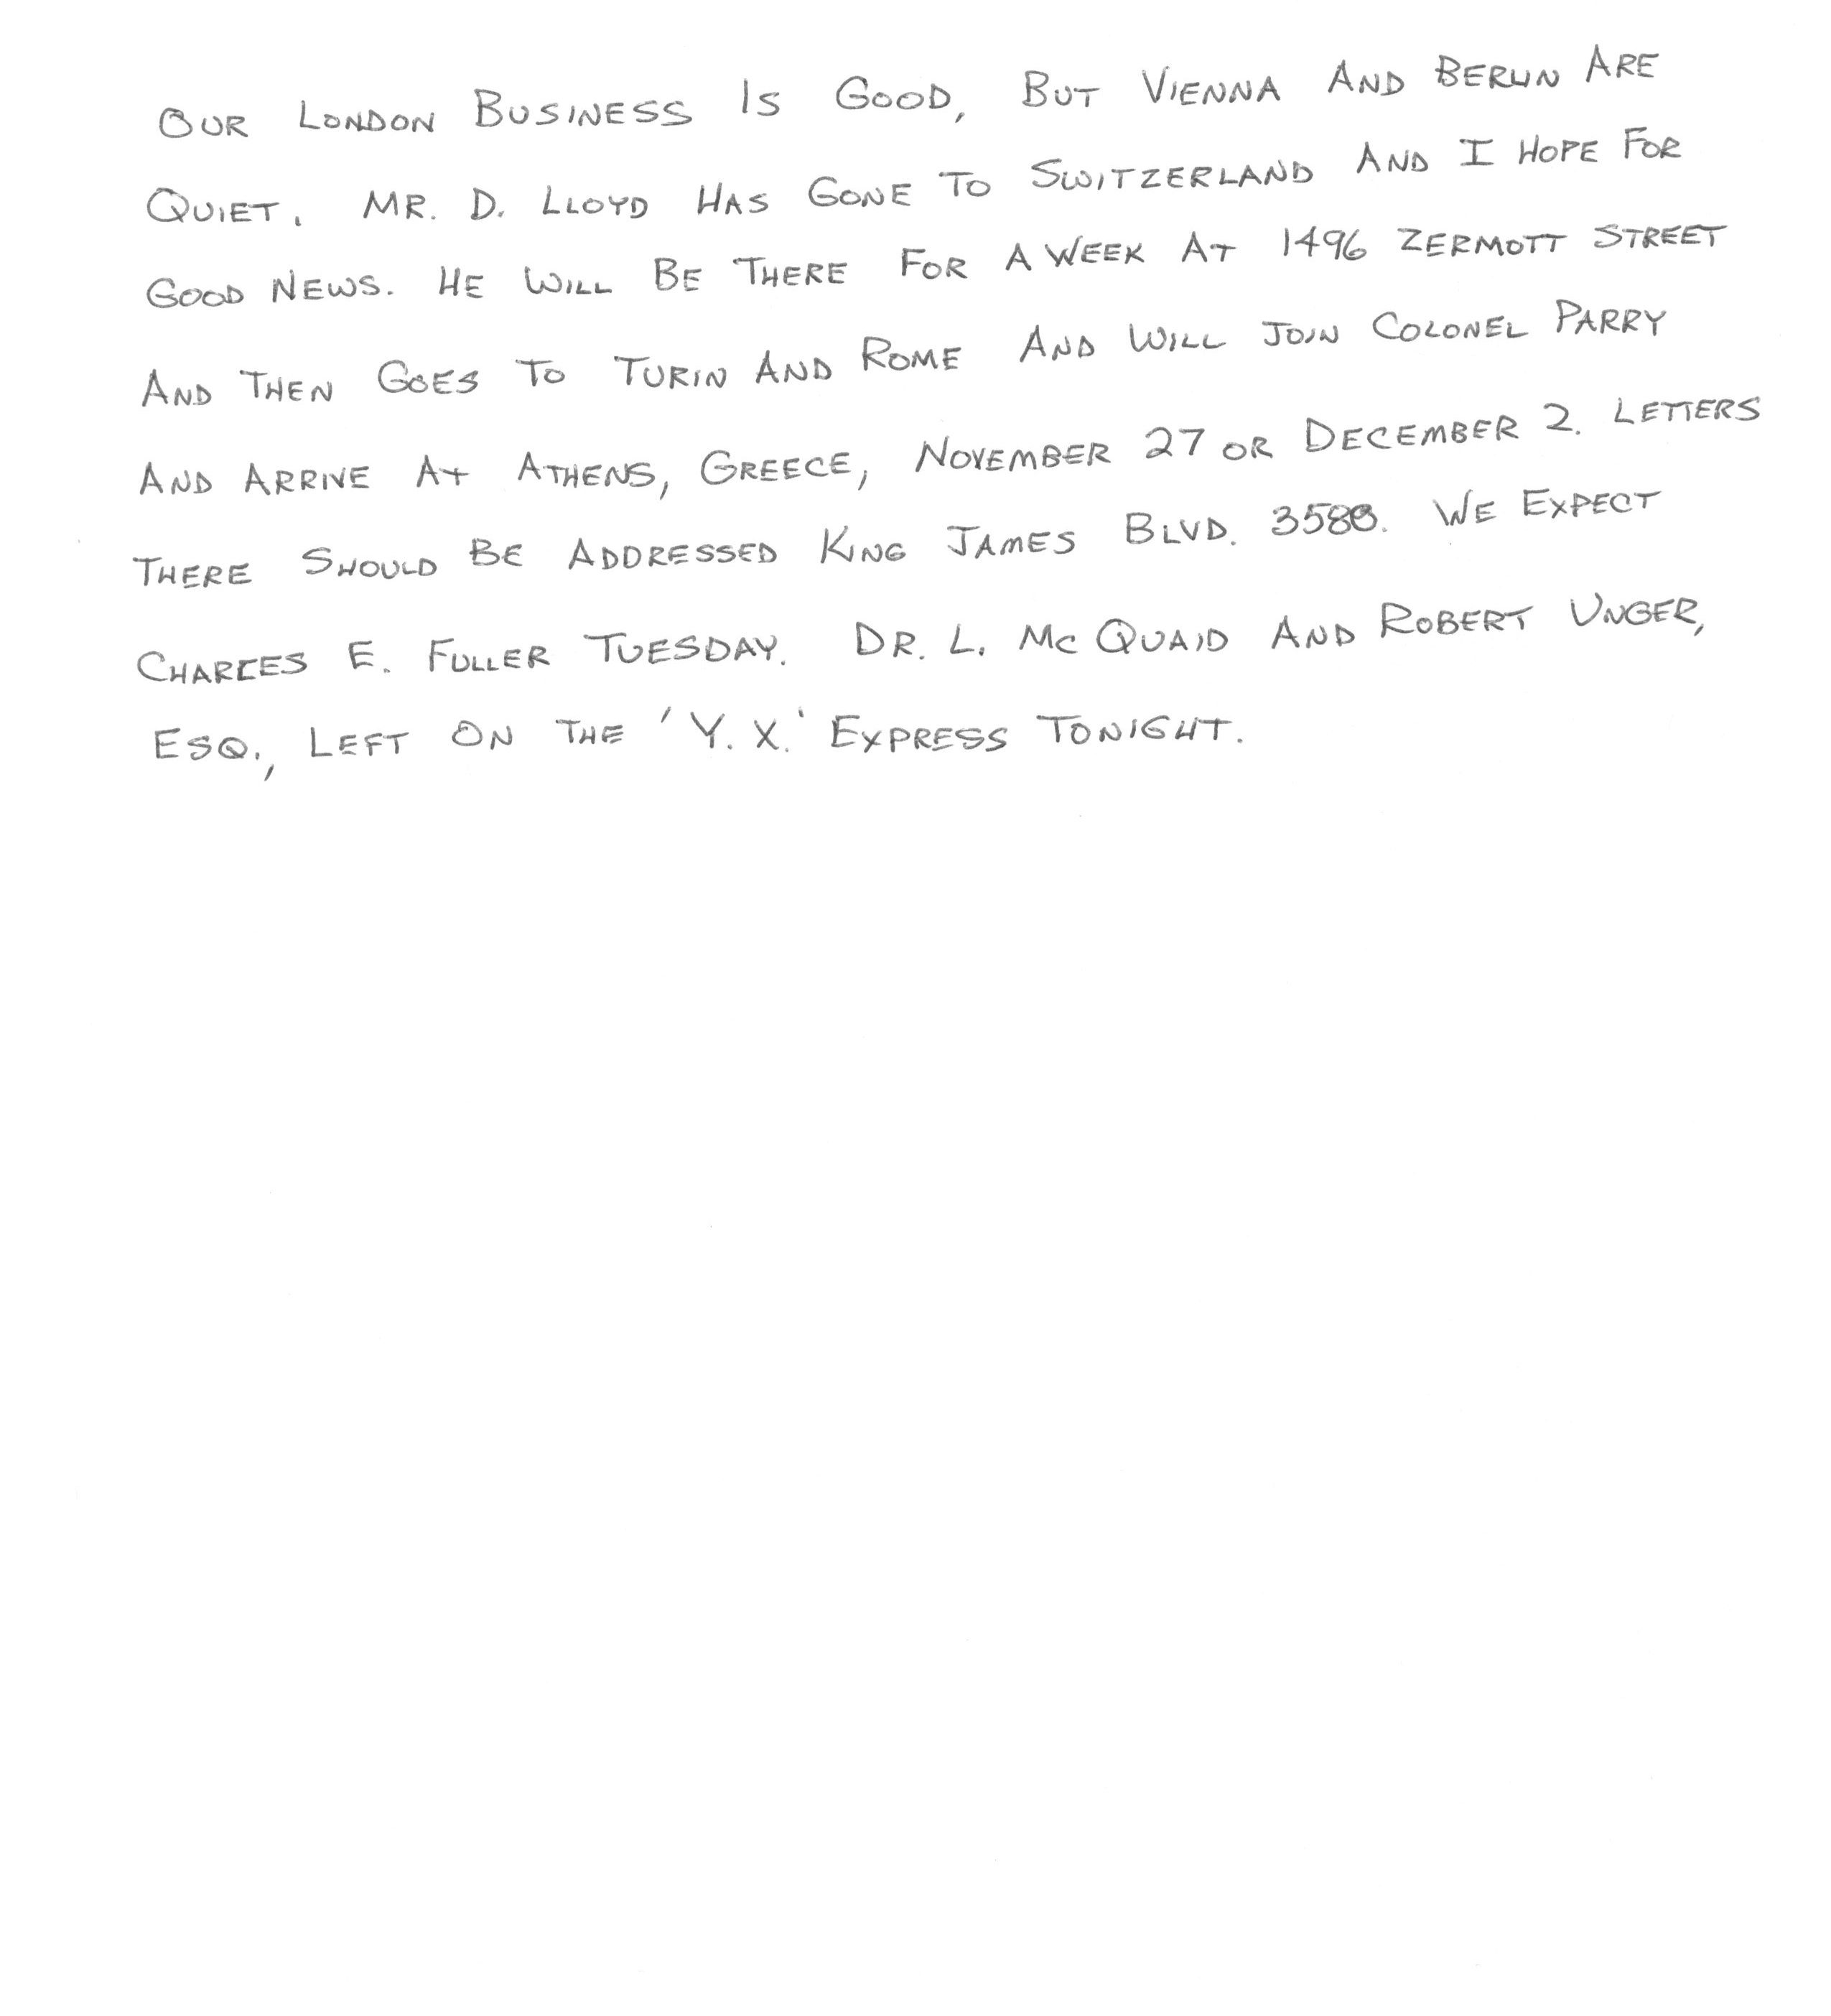 OUR LONDON BUSINESS IS GOOD, BUT VIENNA AND BERLIN ARE
QUIET. MR. D. LLOYD HAS GONE TO SWITZERLAND AND I HOPE FOR
GOOD NEWS. HE WILL BE THERE FOR A WEEK AT 1496 ZERMOTT STREET
AND THEN GOES TO TURIN AND ROME AND WILL JOIN COLONEL PARRY
AND ARRIVE AT ATHENS, GREECE, NOVEMBER 27 OR DECEMBER 2. LETTERS
THERE SHOULD BE ADDRESSED KING JAMES BLVD. 3580. WE EXPECT
CHARLES E. FULLER TUESDAY. DR. L. MC QUAID AND ROBERT UNGER,
ESQ., LEFT ON THE 'Y. X.' EXPRESS TONIGHT.